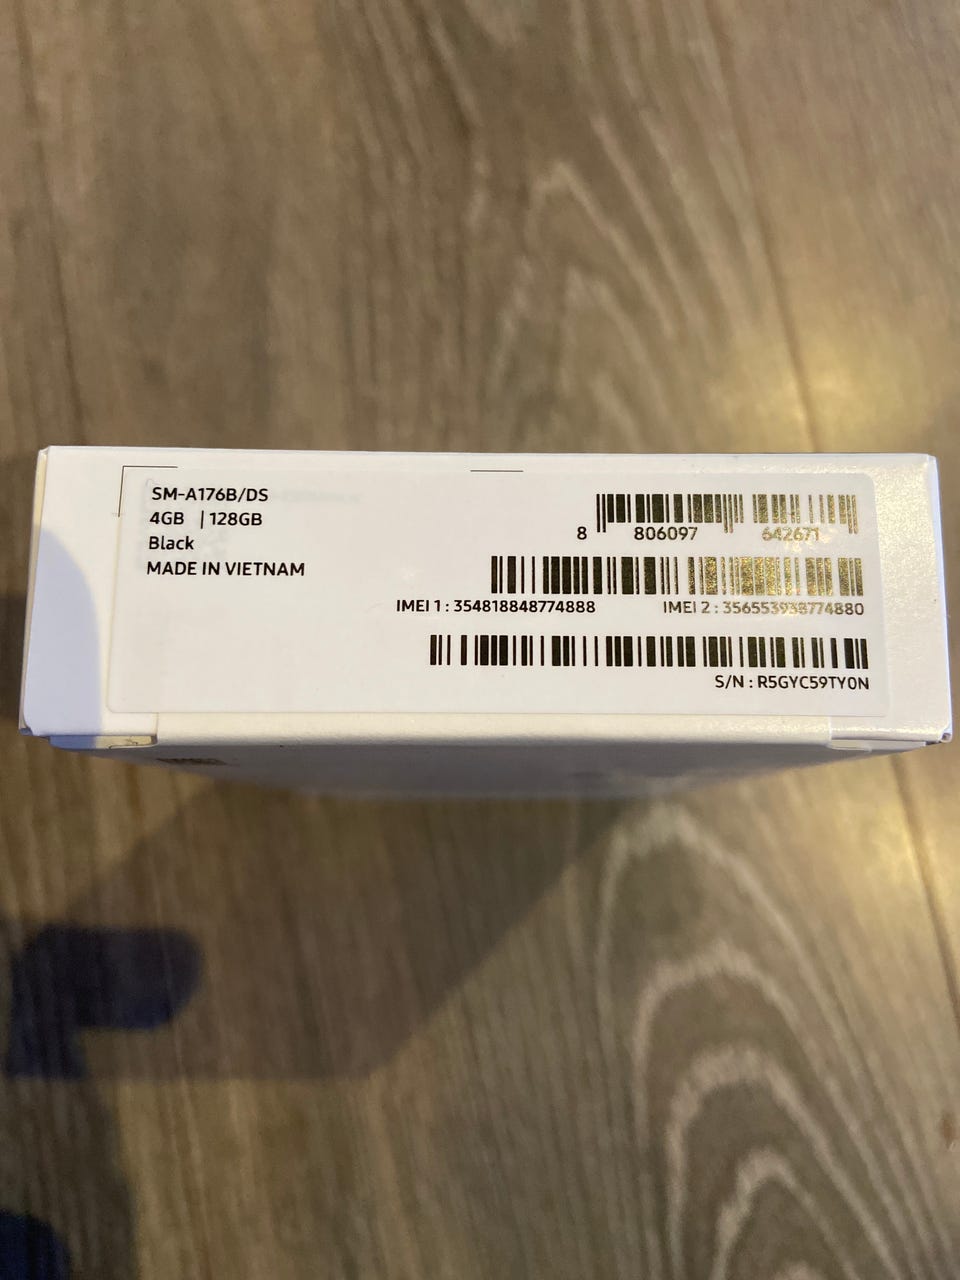 SM-A176B/DS
4GB | 128GB
Black
MADE IN VIETNAM
8 806097 642671
IMEI 1 : 354818848774888 IMEI 2 : 356553938774880
S/N : R5GYC59TY0N